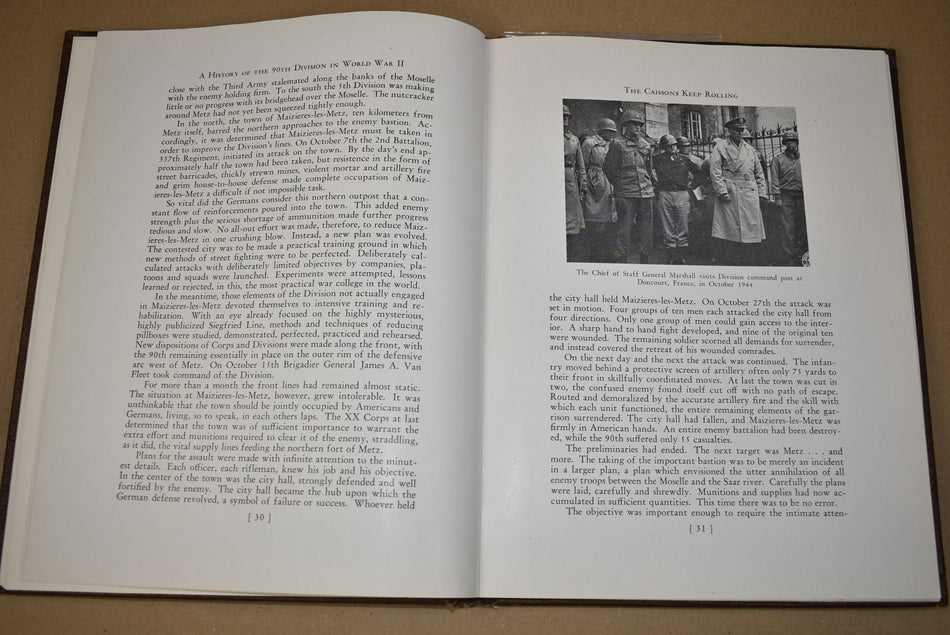 A History of the 90th Division in World War II
close with the Third Army stalemated along the banks of the Moselle
with the enemy holding firm. To the south the 5th Division was making
little or no progress with its bridgehead over the Moselle. The nutcracker
around Metz had not yet been squeezed tightly enough.
In the north, the town of Maizieres-les-Metz, ten kilometers from
Metz itself, barred the northern approaches to the enemy bastion. Ac-
cordingly, it was determined that Maizieres-les-Metz must be taken in
order to improve the Division's lines. On October 7th the 2nd Battalion,
357th Regiment, initiated its attack on the town. By the day's end ap-
proximately half the town had been taken, but resistance in the form of
street barricades, thickly strewn mines, violent mortar and artillery fire
and grim house-to-house defense made complete occupation of Maiz-
ieres-les-Metz a difficult if not impossible task.
So vital did the Germans consider this northern outpost that a con-
stant flow of reinforcements poured into the town. This added enemy
strength plus the serious shortage of ammunition made further progress
tedious and slow. No all-out effort was made, therefore, to reduce Maiz-
ieres-les-Metz in one crushing blow. Instead, a new plan was evolved.
The contested city was to be made a practical training ground in which
new methods of street fighting were to be perfected. Deliberately cal-
culated attacks with deliberately limited objectives by companies, pla-
toons and squads were launched. Experiments were attempted, lessons
learned or rejected, in this, the most practical war college in the world.
In the meantime, those elements of the Division not actually engaged
in Maizieres-les-Metz devoted themselves to intensive training and re-
habilitation. With an eye already focused on the highly mysterious,
highly publicized Siegfried Line, methods and techniques of reducing
pillboxes were studied, demonstrated, perfected, practiced and rehearsed.
New dispositions of Corps and Divisions were made along the front, with
the 90th remaining essentially in place on the outer rim of the defensive
arc west of Metz. On October 15th Brigadier General James A. Van
Fleet took command of the Division.
For more than a month the front lines had remained almost static.
The situation at Maizieres-les-Metz, however, grew intolerable. It was
unthinkable that the town should be jointly occupied by Americans and
Germans, living, so to speak, in each others laps. The XX Corps at last
determined that the town was of sufficient importance to warrant the
extra effort and munitions required to clear it of the enemy, straddling,
as it did, the vital supply lines feeding the northern fort of Metz.
Plans for the assault were made with infinite attention to the minut-
est details. Each officer, each rifleman, knew his job and his objective.
In the center of the town was the city hall, strongly defended and well
fortified by the enemy. The city hall became the hub upon which the
German defense revolved, a symbol of failure or success. Whoever held
[ 30 ]
The Caissons Keep Rolling
The Chief of Staff General Marshall visits Division command post at
Doncourt, France, in October 1944
the city hall held Maizieres-les-Metz. On October 27th the attack was
set in motion. Four groups of ten men each attacked the city hall from
four directions. Only one group of men could gain access to the inter-
ior. A sharp hand to hand fight developed, and nine of the original ten
were wounded. The remaining soldier scorned all demands for surrender,
and instead covered the retreat of his wounded comrades.
On the next day and the next the attack was continued. The infan-
try moved behind a protective screen of artillery often only 75 yards to
their front in skillfully coordinated moves. At last the town was cut in
two, the confused enemy found itself cut off with no path of escape.
Routed and demoralized by the accurate artillery fire and the skill with
which each unit functioned, the entire remaining elements of the gar-
rison surrendered. The city hall had fallen, and Maizieres-les-Metz was
firmly in American hands. An entire enemy battalion had been destroy-
ed, while the 90th suffered only 55 casualties.
The preliminaries had ended. The next target was Metz . . . and
more. The taking of the important bastion was to be merely an incident
in a larger plan, a plan which envisioned the utter annihilation of all
enemy troops between the Moselle and the Saar river. Carefully the plans
were laid, carefully and shrewdly. Munitions and supplies had now ac-
cumulated in sufficient quantities. This time there was to be no error.
The objective was important enough to require the intimate atten-
[ 31 ]